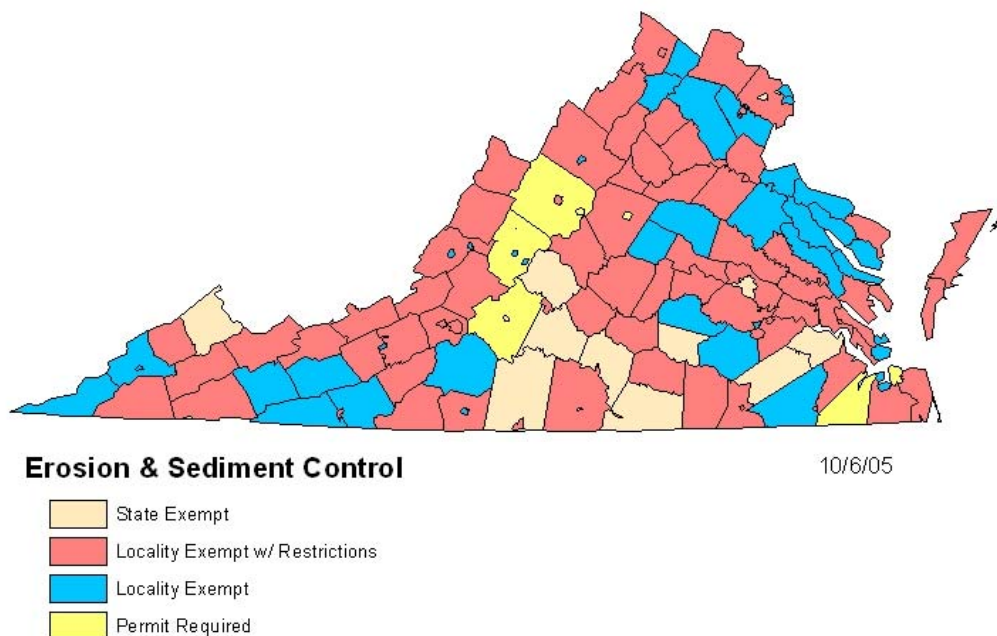 Erosion & Sediment Control
10/6/05
State Exempt
Locality Exempt w/ Restrictions
Locality Exempt
Permit Required